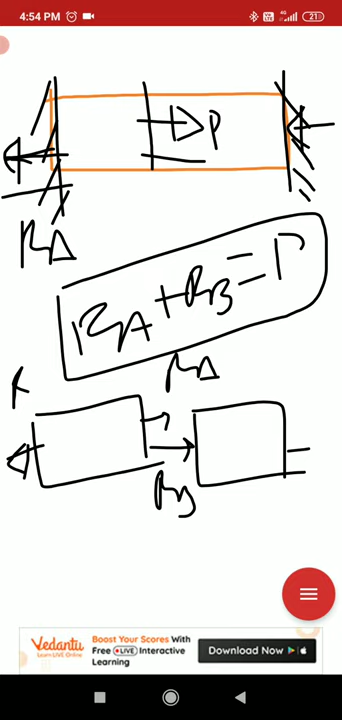 4:54 PM
21
P
RA
RA + RB = P
RA
R
RB
Vedantu
LEARN LIVE ONLINE
Boost Your Scores With
Free LIVE Interactive
Learning
Download Now